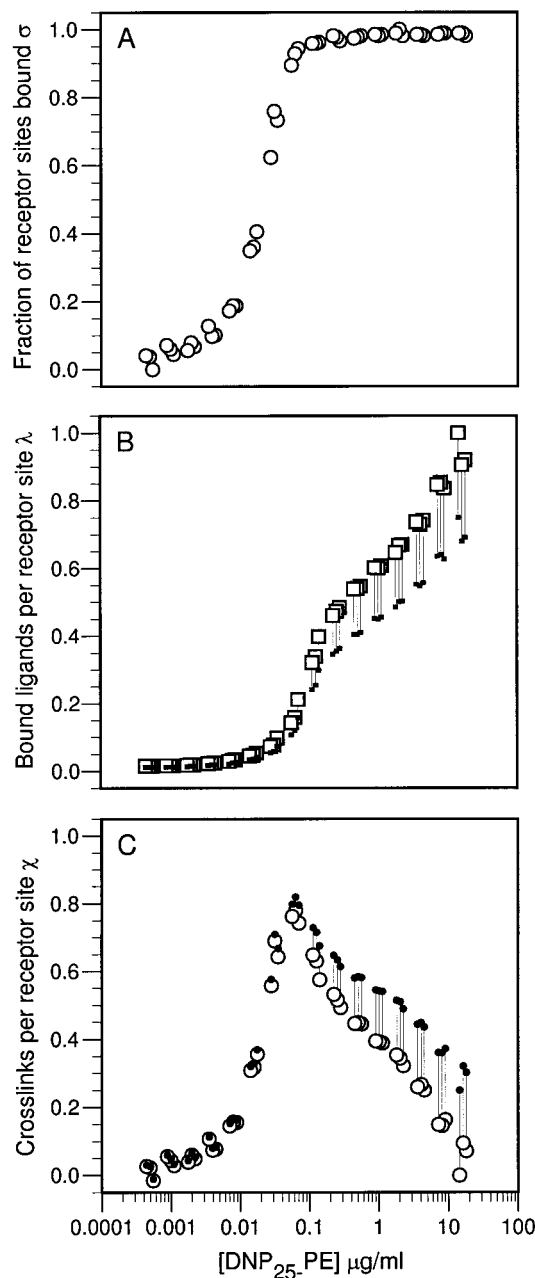 A
Fraction of receptor sites bound σ
1.0
0.8
0.6
0.4
0.2
0.0
B
Bound ligands per receptor site λ
1.0
0.8
0.6
0.4
0.2
0.0
C
Crosslinks per receptor site χ
1.0
0.8
0.6
0.4
0.2
0.0
0.0001 0.001 0.01 0.1 1 10 100
[DNP25-PE] μg/ml